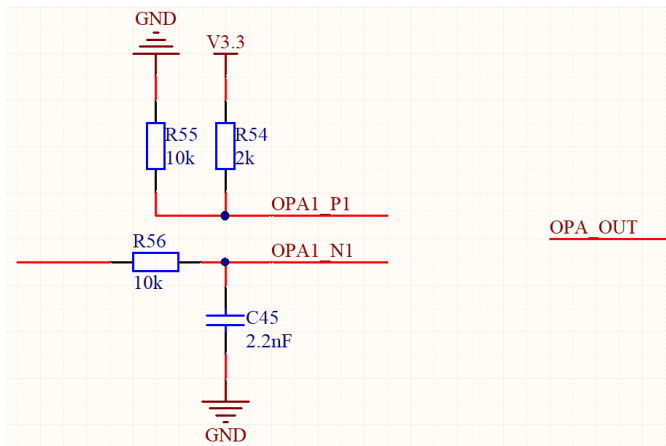 GND
V3.3
R55
10k
R54
2k
OPA1_P1
OPA_OUT
R56
10k
OPA1_N1
C45
2.2nF
GND